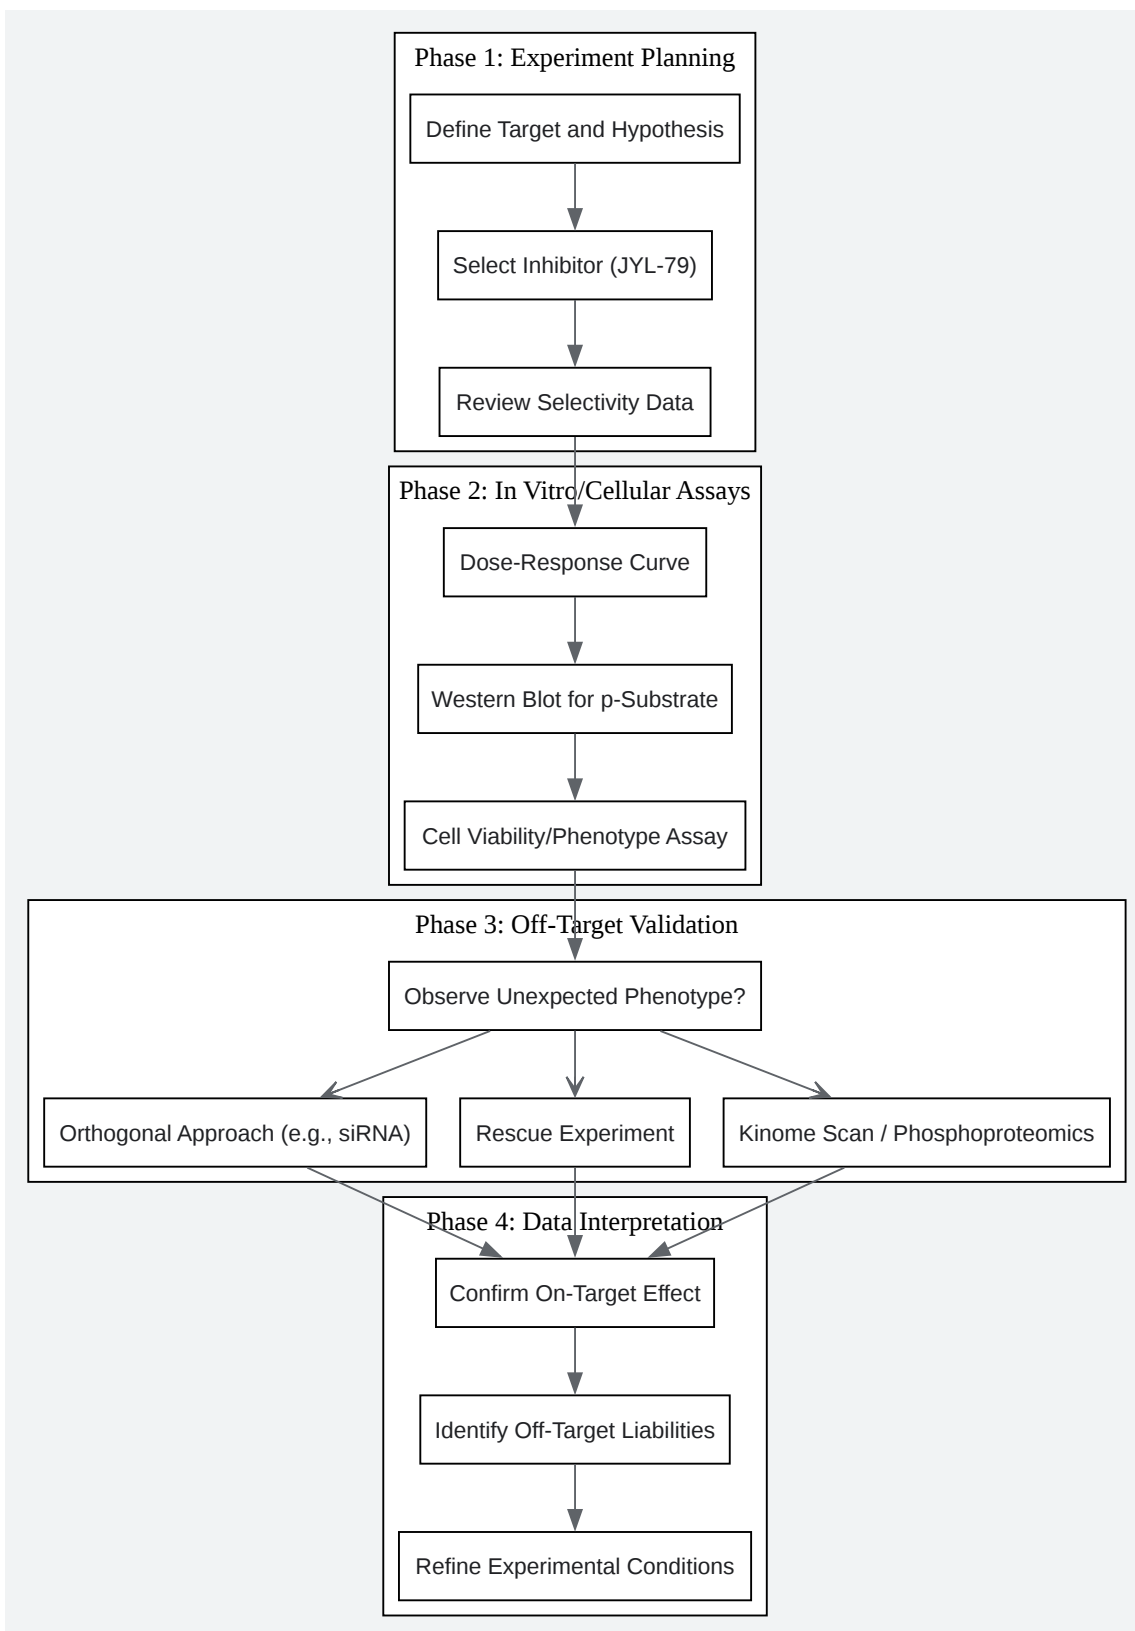 Phase 1: Experiment Planning
Define Target and Hypothesis
Select Inhibitor (JYL-79)
Review Selectivity Data
Phase 2: In Vitro/Cellular Assays
Dose-Response Curve
Western Blot for p-Substrate
Cell Viability/Phenotype Assay
Phase 3: Off-Target Validation
Observe Unexpected Phenotype?
Orthogonal Approach (e.g., siRNA)
Rescue Experiment
Kinome Scan / Phosphoproteomics
Phase 4: Data Interpretation
Confirm On-Target Effect
Identify Off-Target Liabilities
Refine Experimental Conditions